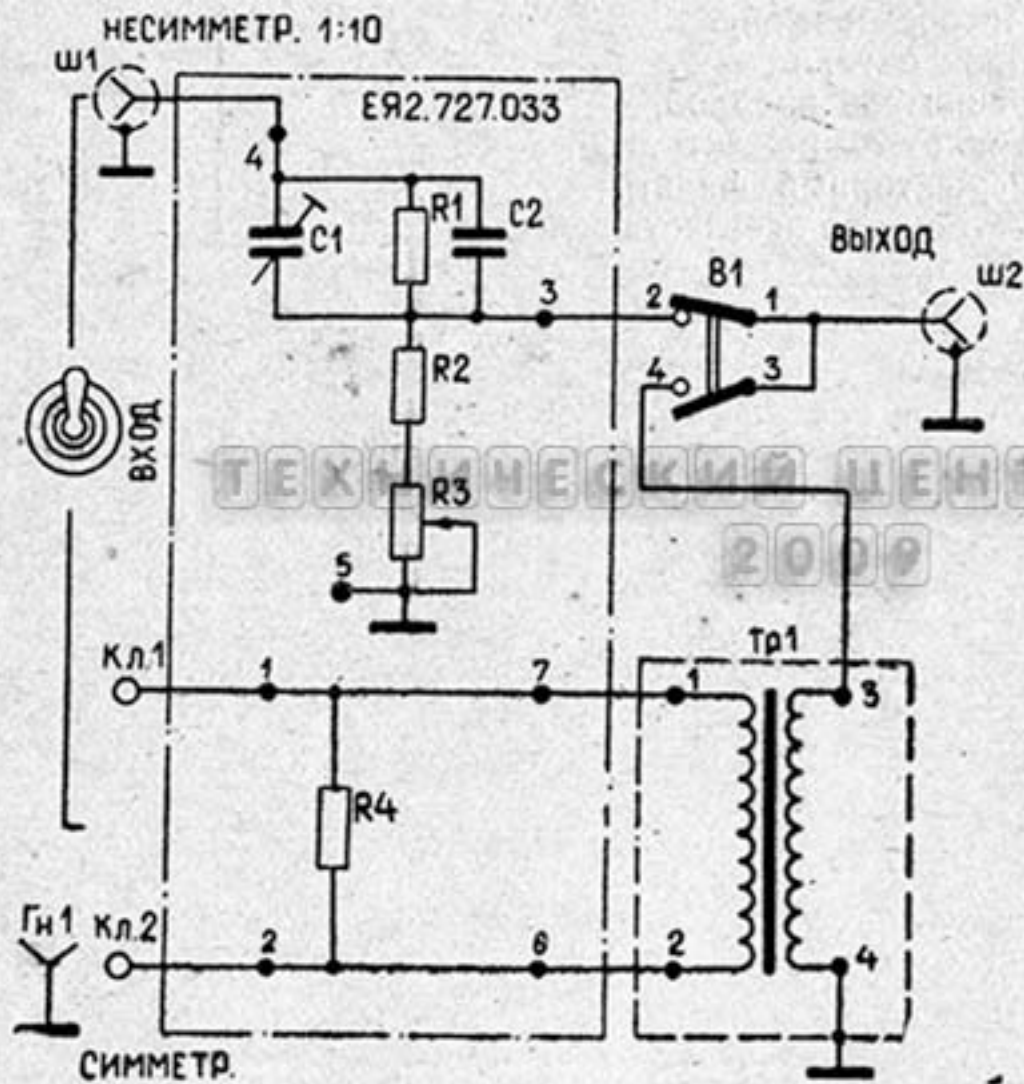 НЕСИММЕТР. 1:10
Ш1
ЕЯ2.727.033
4
C1
R1
C2
3
R2
R3
5
ВХОД
ВЫХОД
В1
2
1
4
3
Ш2
ТЕХНИЧЕСКИЙ ЦЕНТ
2009
Кл.1
1
7
R4
Гн1
Кл.2
2
6
СИММЕТР.
Тр1
1
3
2
4